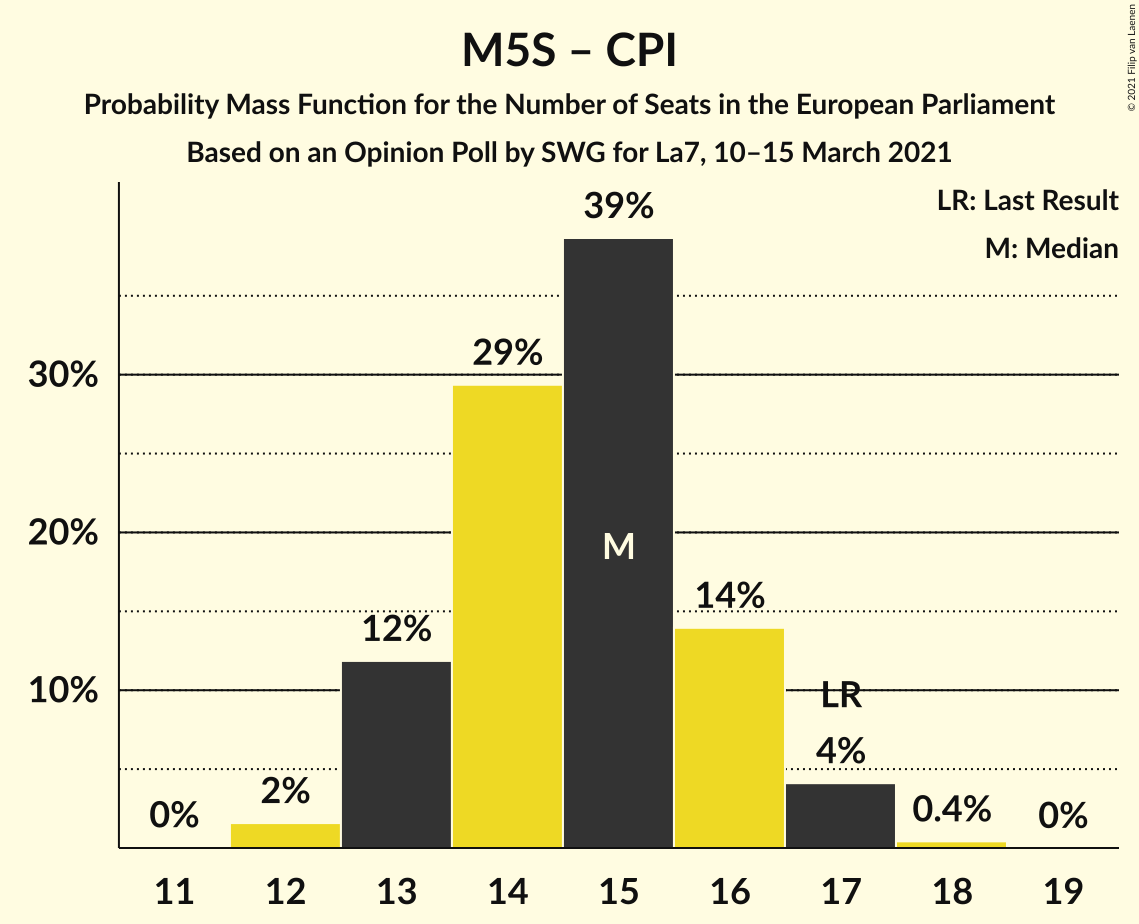 M5S – CPI
Probability Mass Function for the Number of Seats in the European Parliament
Based on an Opinion Poll by SWG for La7, 10–15 March 2021
© 2021 Filip van Laenen
LR: Last Result
M: Median
39%
29%
30%
M
20%
14%
12%
10%
LR
4%
2%
0.4%
0%
0%
11 12 13 14 15 16 17 18 19